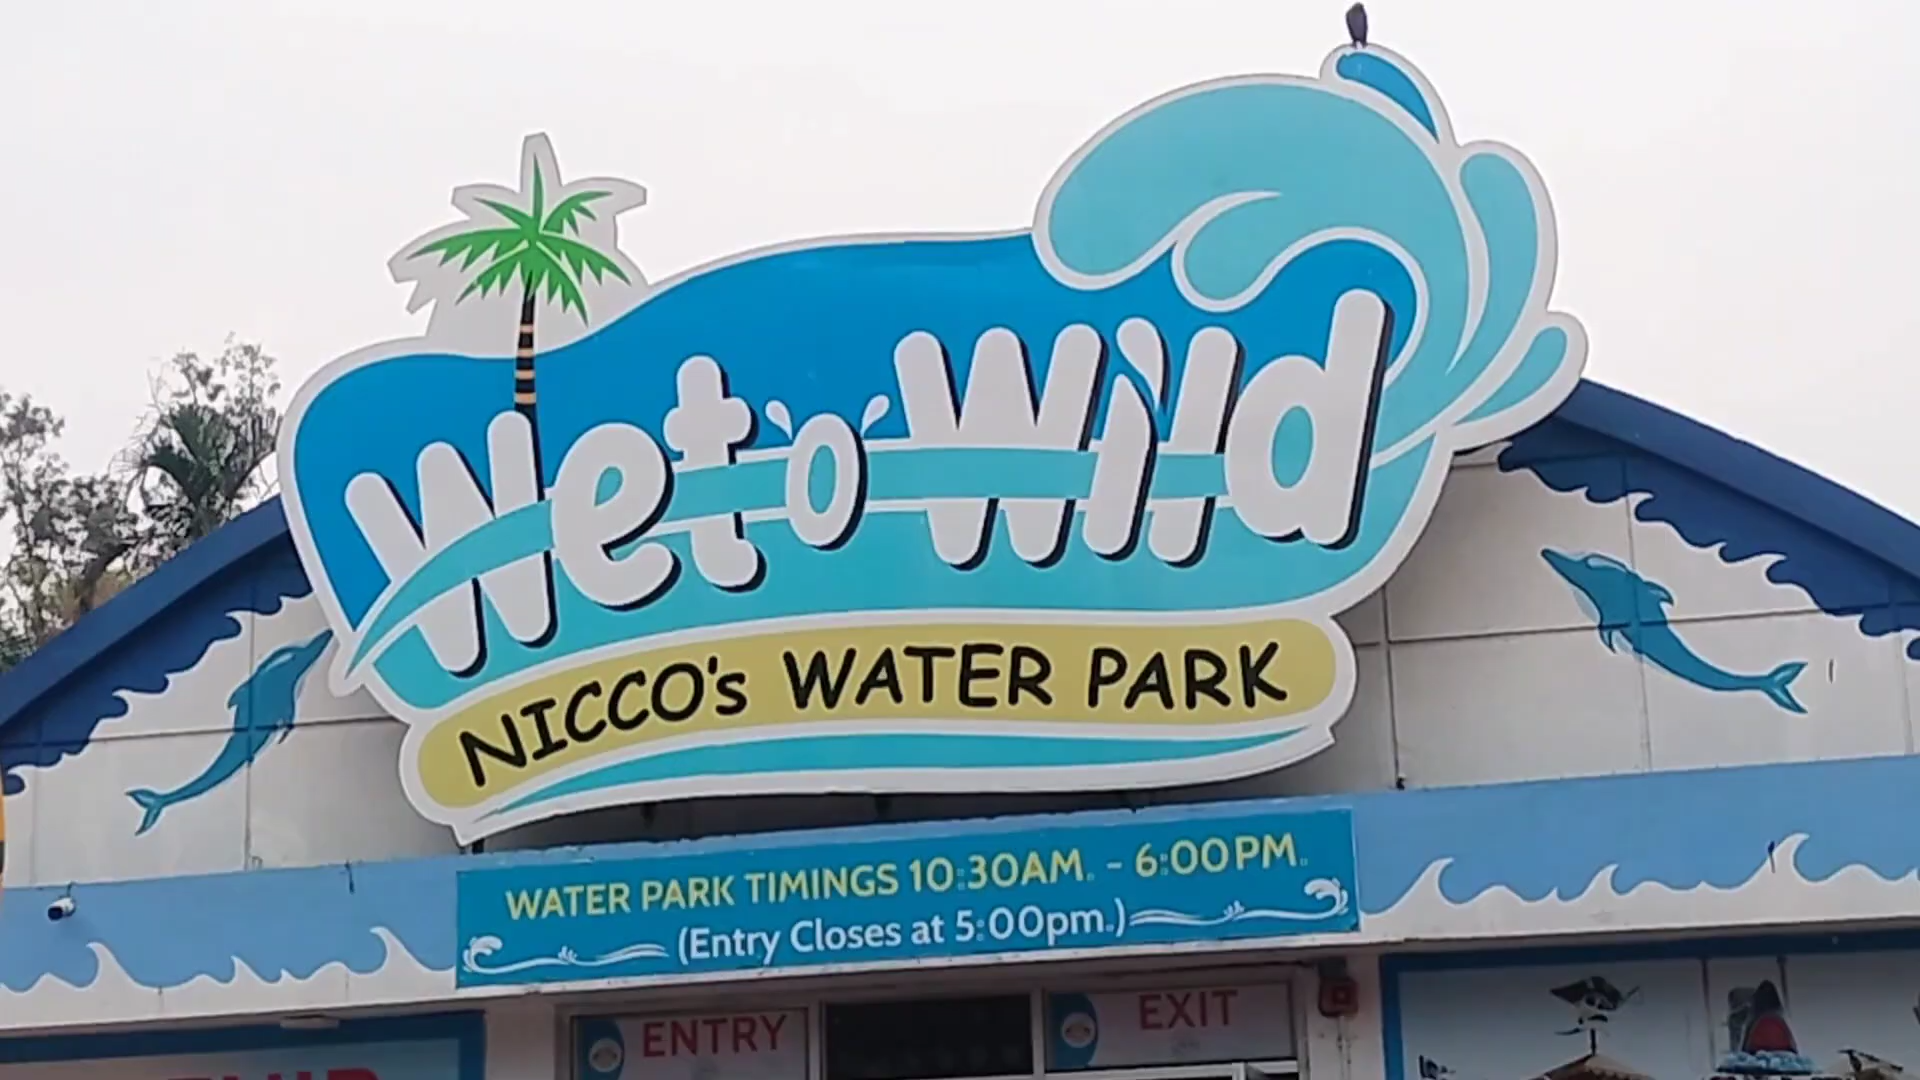 Wet'o'Wild
NICCO's WATER PARK
WATER PARK TIMINGS 10:30AM. - 6:00PM.
(Entry Closes at 5:00pm.)
ENTRY
EXIT